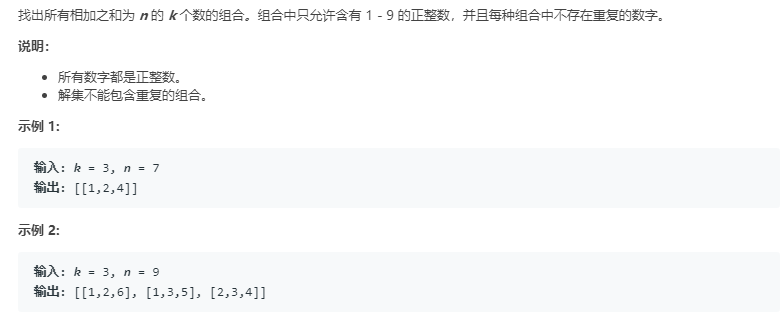 找出所有相加之和为 n 的 k 个数的组合。组合中只允许含有 1 - 9 的正整数，并且每种组合中不存在重复的数字。
说明：
• 所有数字都是正整数。
• 解集不能包含重复的组合。
示例 1:
输入: k = 3, n = 7
输出: [[1,2,4]]
示例 2:
输入: k = 3, n = 9
输出: [[1,2,6], [1,3,5], [2,3,4]]